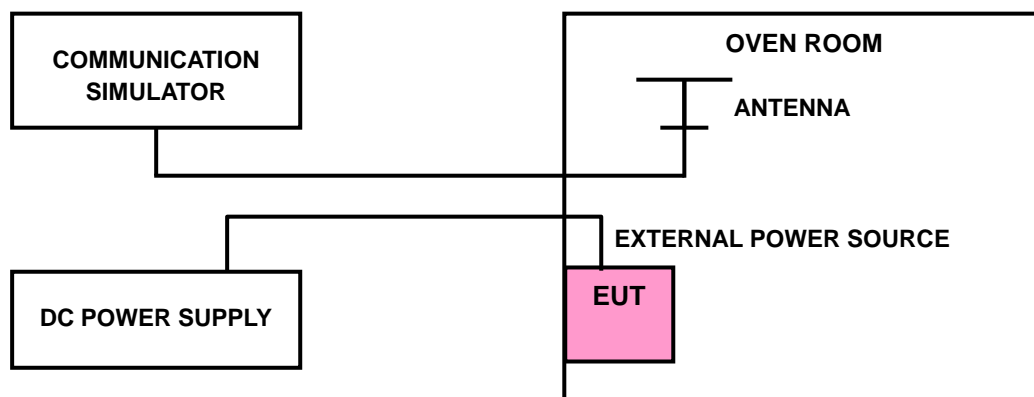 COMMUNICATION
SIMULATOR
OVEN ROOM
ANTENNA
EXTERNAL POWER SOURCE
DC POWER SUPPLY
EUT